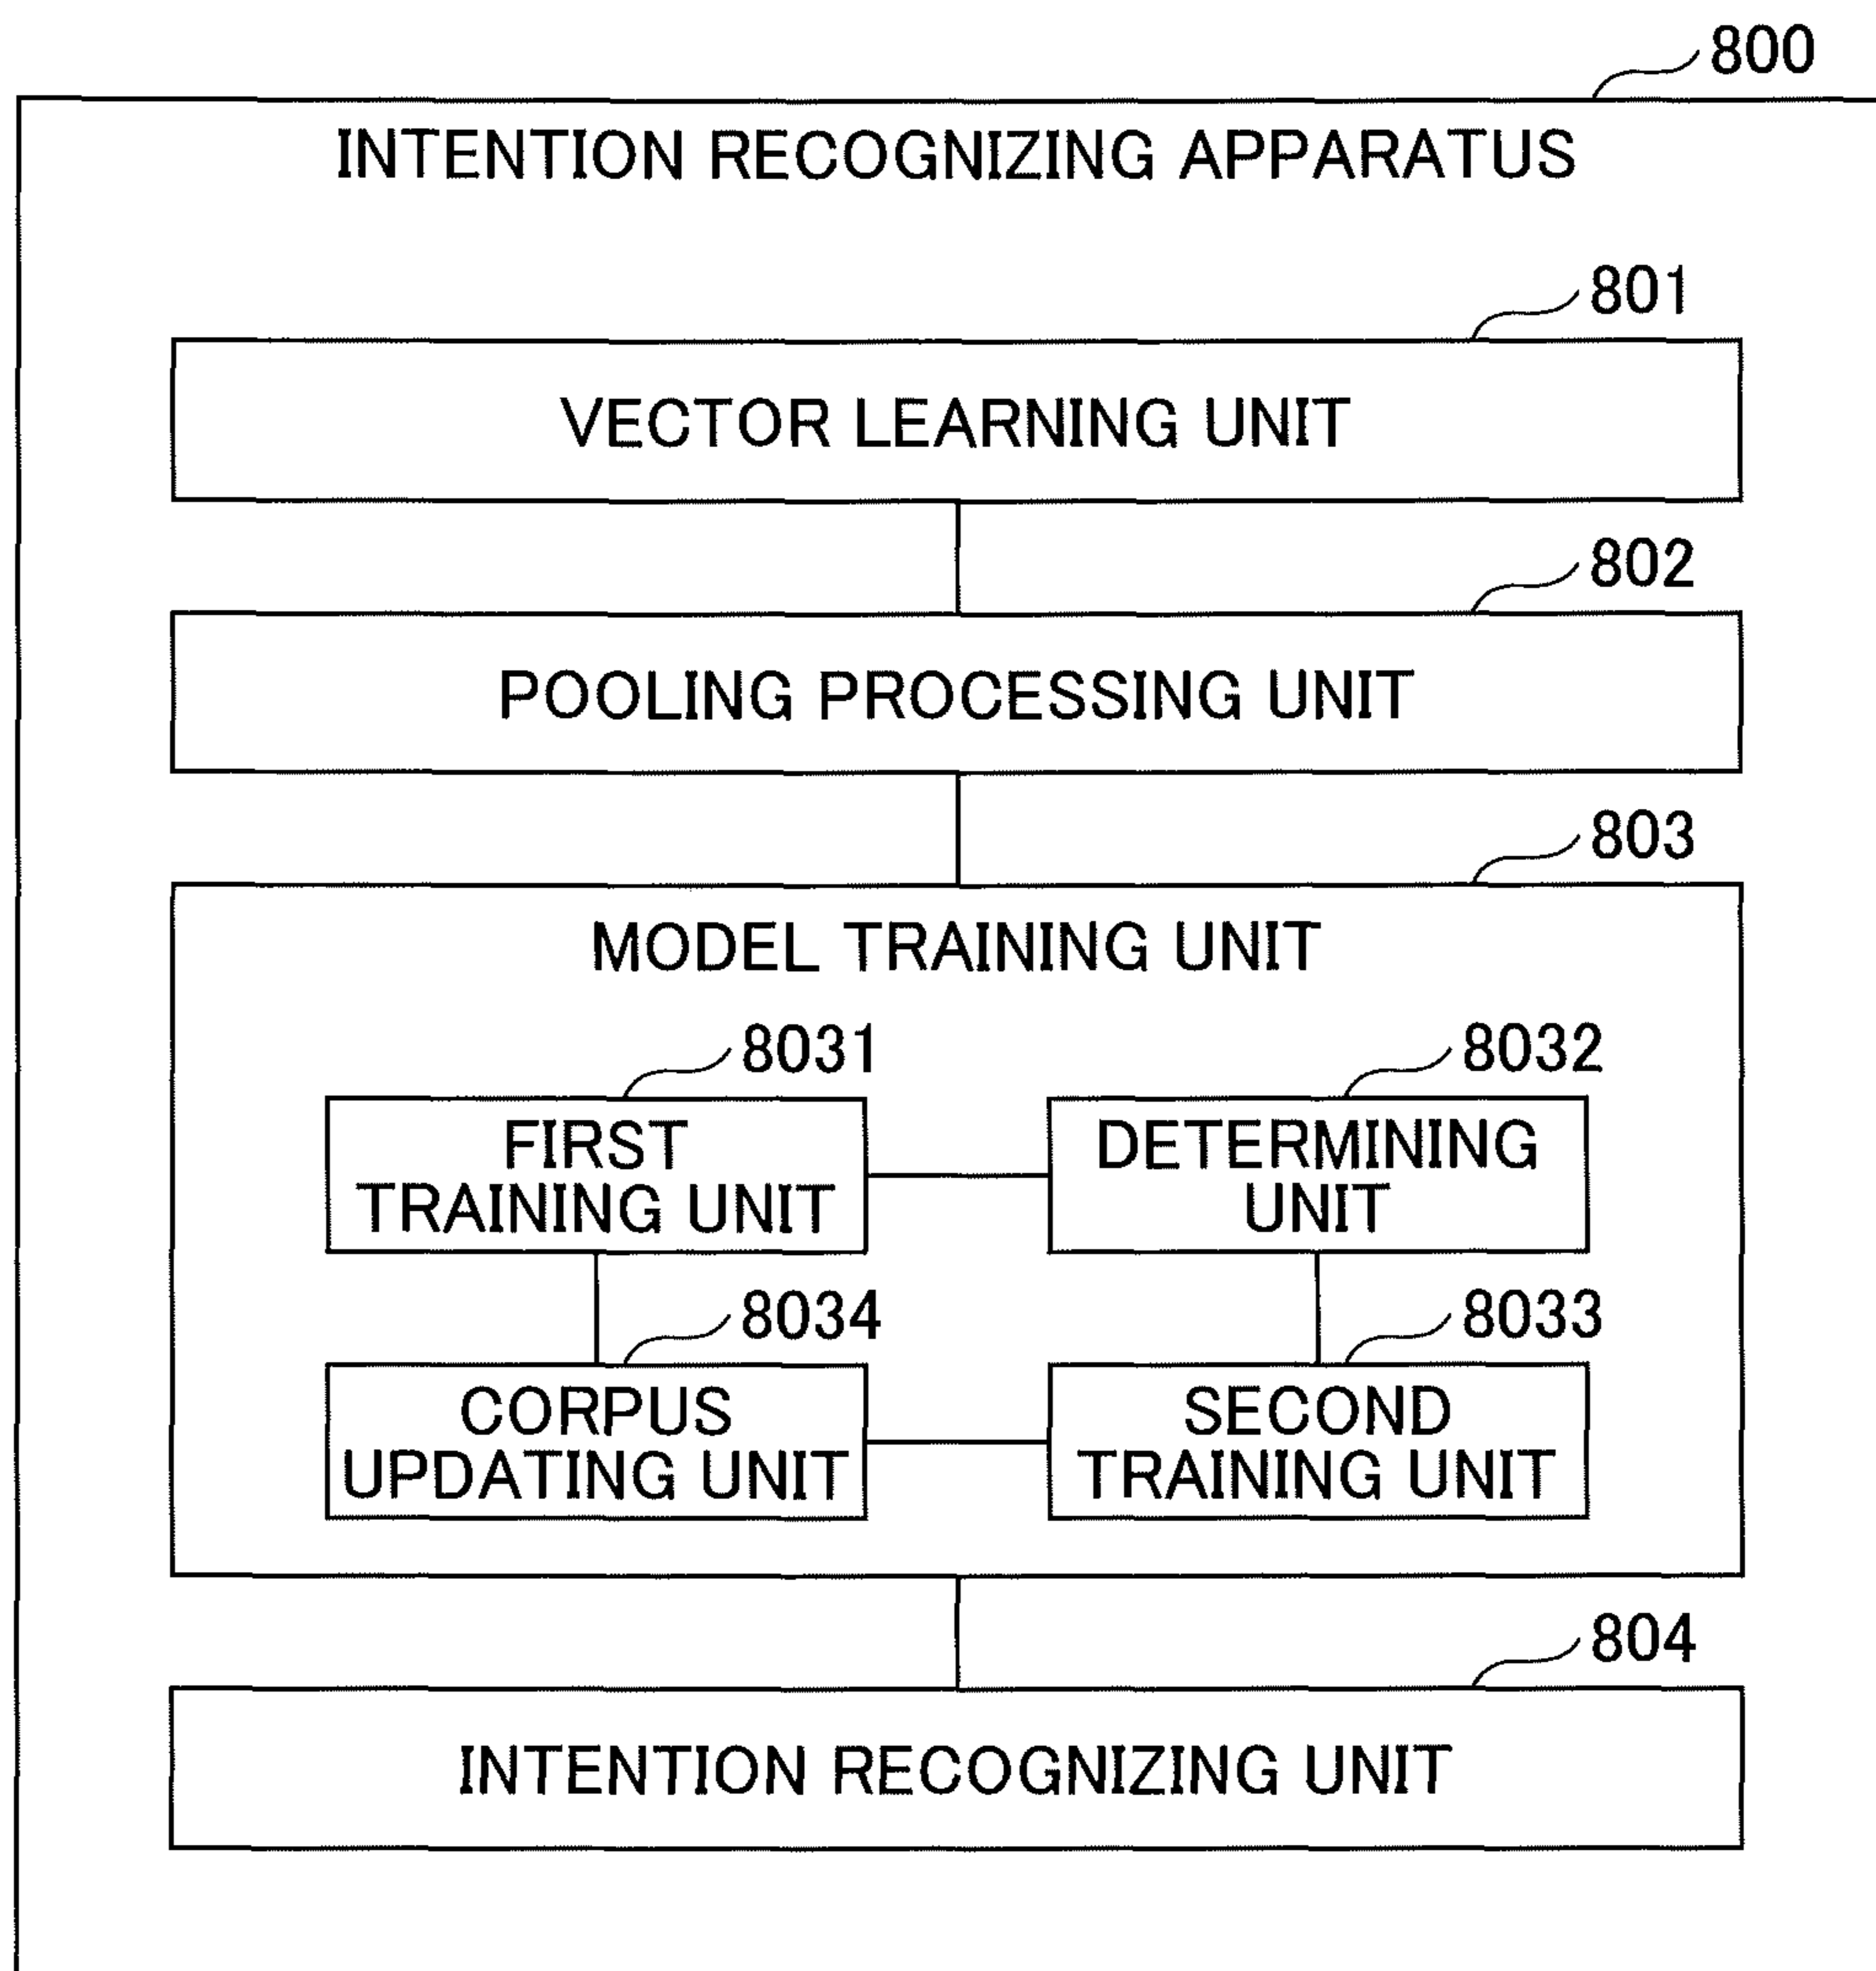 800
INTENTION RECOGNIZING APPARATUS
801
VECTOR LEARNING UNIT
802
POOLING PROCESSING UNIT
803
MODEL TRAINING UNIT
8031
FIRST
TRAINING UNIT
8032
DETERMINING
UNIT
8034
CORPUS
UPDATING UNIT
8033
SECOND
TRAINING UNIT
804
INTENTION RECOGNIZING UNIT